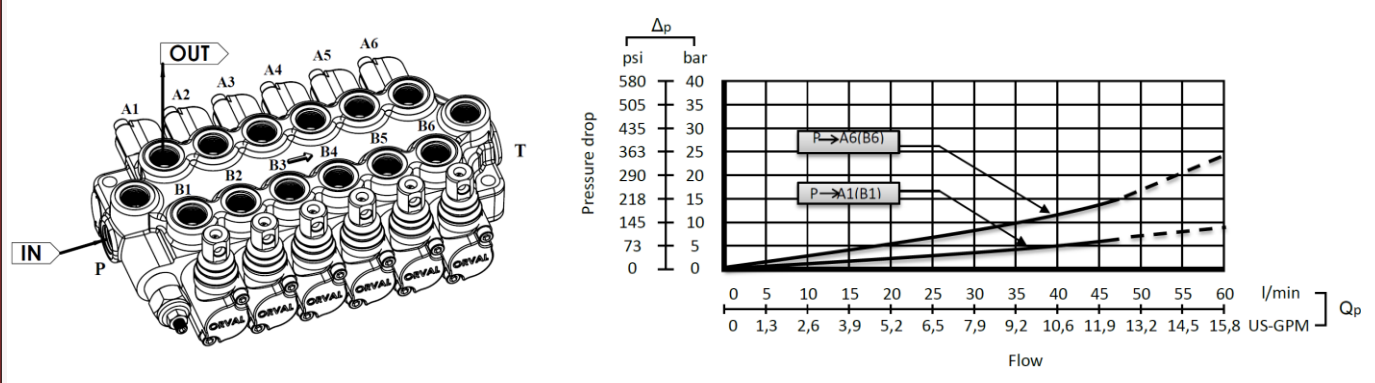 OUT
A1 A2 A3 A4 A5 A6
B1 B2 B3 B4 B5 B6
T
IN
P
ORVAL ORVAL ORVAL ORVAL ORVAL ORVAL
Δp
psi bar
580 40
505 35
435 30
363 25
290 20
218 15
145 10
73 5
0 0
Pressure drop
P→A6(B6)
P→A1(B1)
0 5 10 15 20 25 30 35 40 45 50 55 60 l/min
0 1,3 2,6 3,9 5,2 6,5 7,9 9,2 10,6 11,9 13,2 14,5 15,8 US-GPM
Qp
Flow